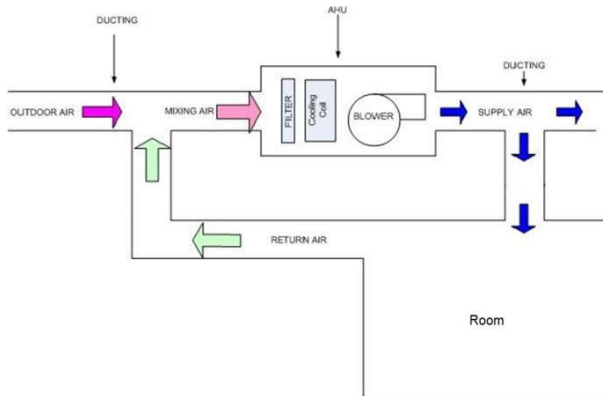 DUCTING
AHU
DUCTING
OUTDOOR AIR
MIXING AIR
FILTER
Cooling
Coil
BLOWER
SUPPLY AIR
RETURN AIR
Room